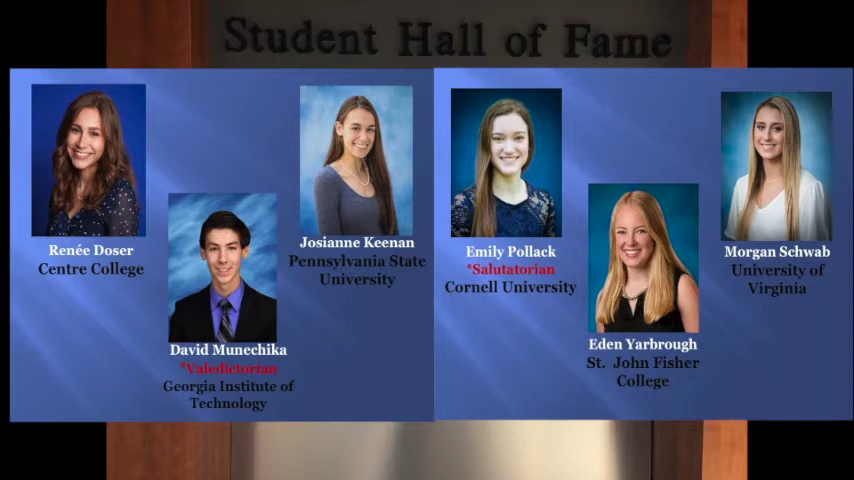 Student Hall of Fame
Renée Doser
Centre College
David Munechika
*Valedictorian
Georgia Institute of
Technology
Josianne Keenan
Pennsylvania State
University
Emily Pollack
*Salutatorian
Cornell University
Eden Yarbrough
St. John Fisher
College
Morgan Schwab
University of
Virginia